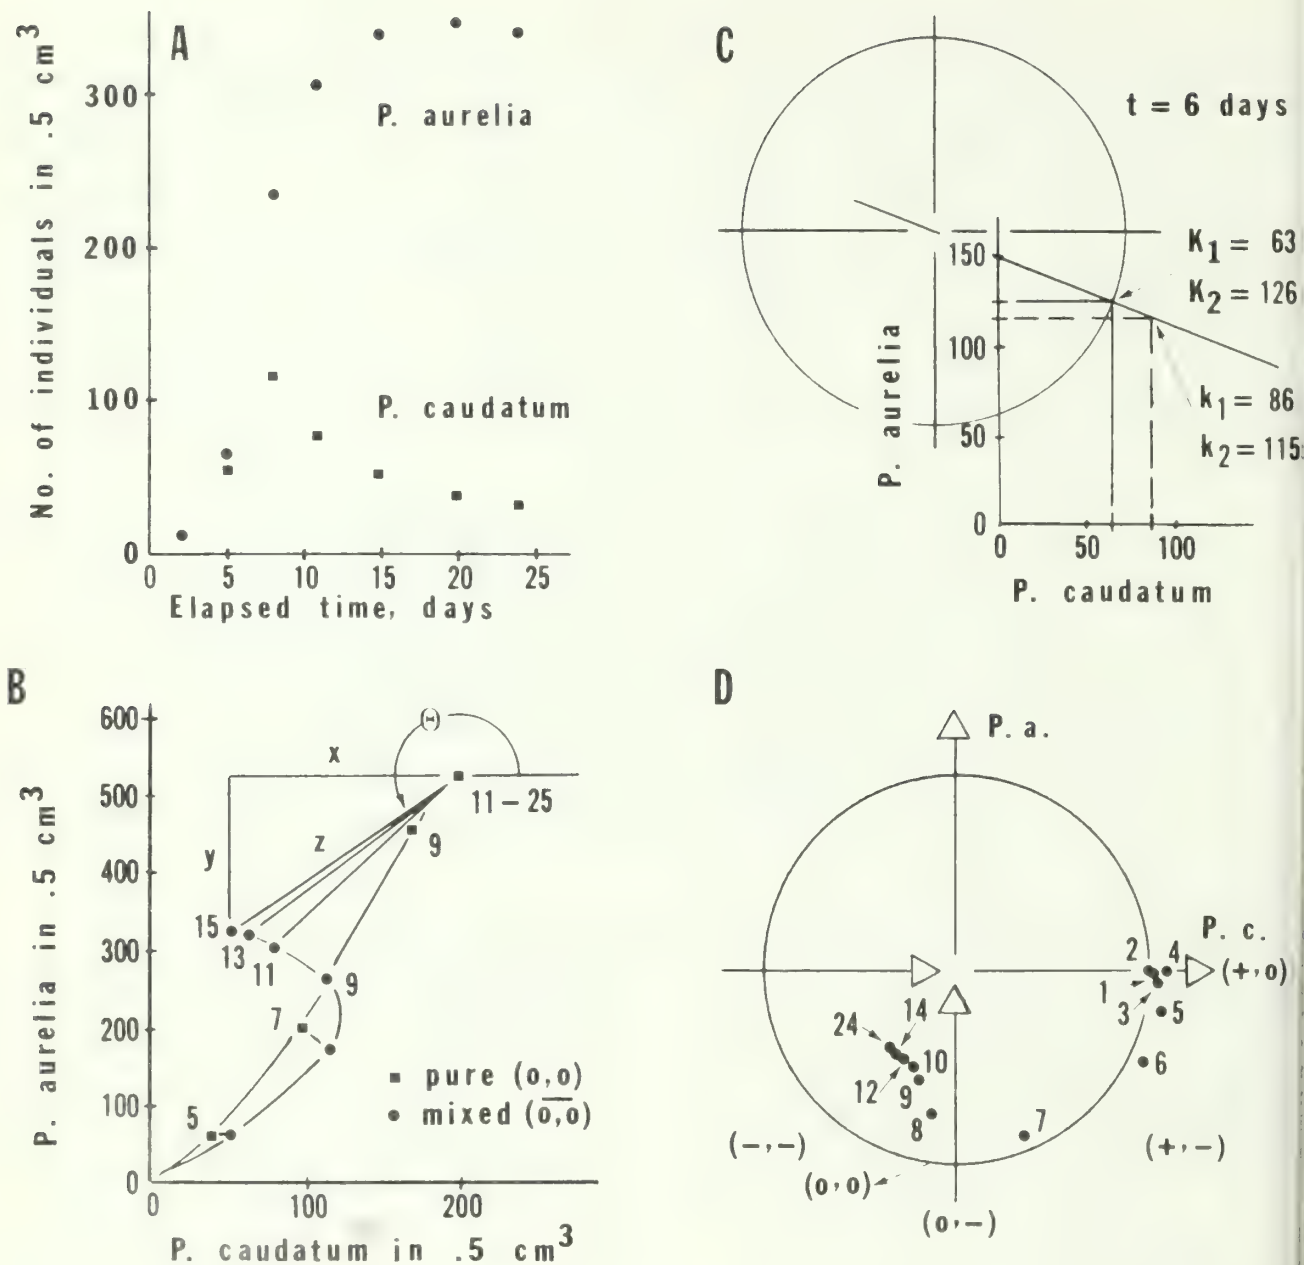 A
No. of individuals in .5 cm³
300
200
100
0
P. aurelia
P. caudatum
0 5 10 15 20 25
Elapsed time, days
C
t = 6 days
K₁ = 63
K₂ = 126
k₁ = 86
k₂ = 115
P. aurelia
150
100
50
0
0 50 100
P. caudatum
B
P. aurelia in .5 cm³
600
500
400
300
200
100
0
Θ
x
y
z
11 – 25
9
15
13
11
9
7
5
pure (o,o)
mixed (o̅,̅o̅)
0 100 200
P. caudatum in .5 cm³
D
P. a.
P. c.
(+,o)
2
4
1
3
5
6
7
14
24
10
12
9
8
(–,–)
(+,–)
(o,o)
(o,–)